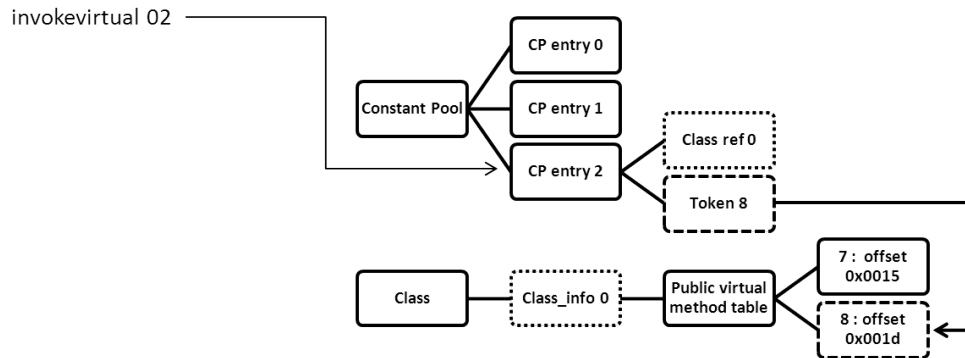 invokevirtual 02
CP entry 0
Constant Pool
CP entry 1
CP entry 2
Class ref 0
Token 8
Class
Class_info 0
Public virtual
method table
7 : offset
0x0015
8 : offset
0x001d